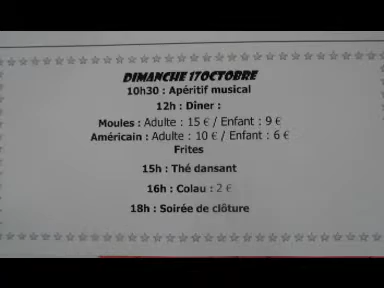 DIMANCHE 17OCTOBRE
10h30 : Apéritif musical
12h : Diner :
Moules : Adulte : 15 € / Enfant : 9 €
Américain : Adulte : 10 € / Enfant : 6 €
Frites
15h : Thé dansant
16h : Colau : 2 €
18h : Soirée de clôture